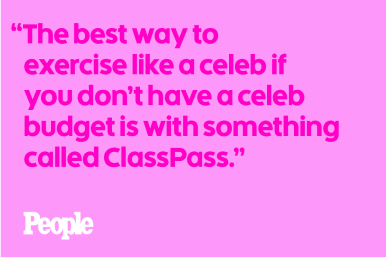 “The best way to
exercise like a celeb if
you don’t have a celeb
budget is with something
called ClassPass.”
People